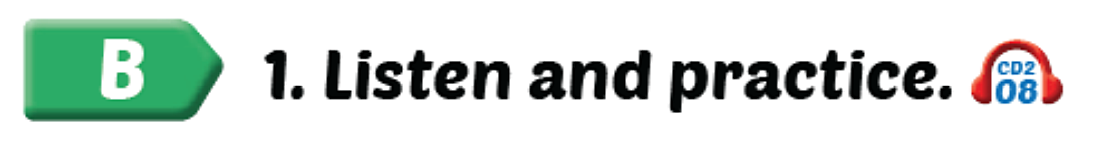 B 1. Listen and practice. CD2
08